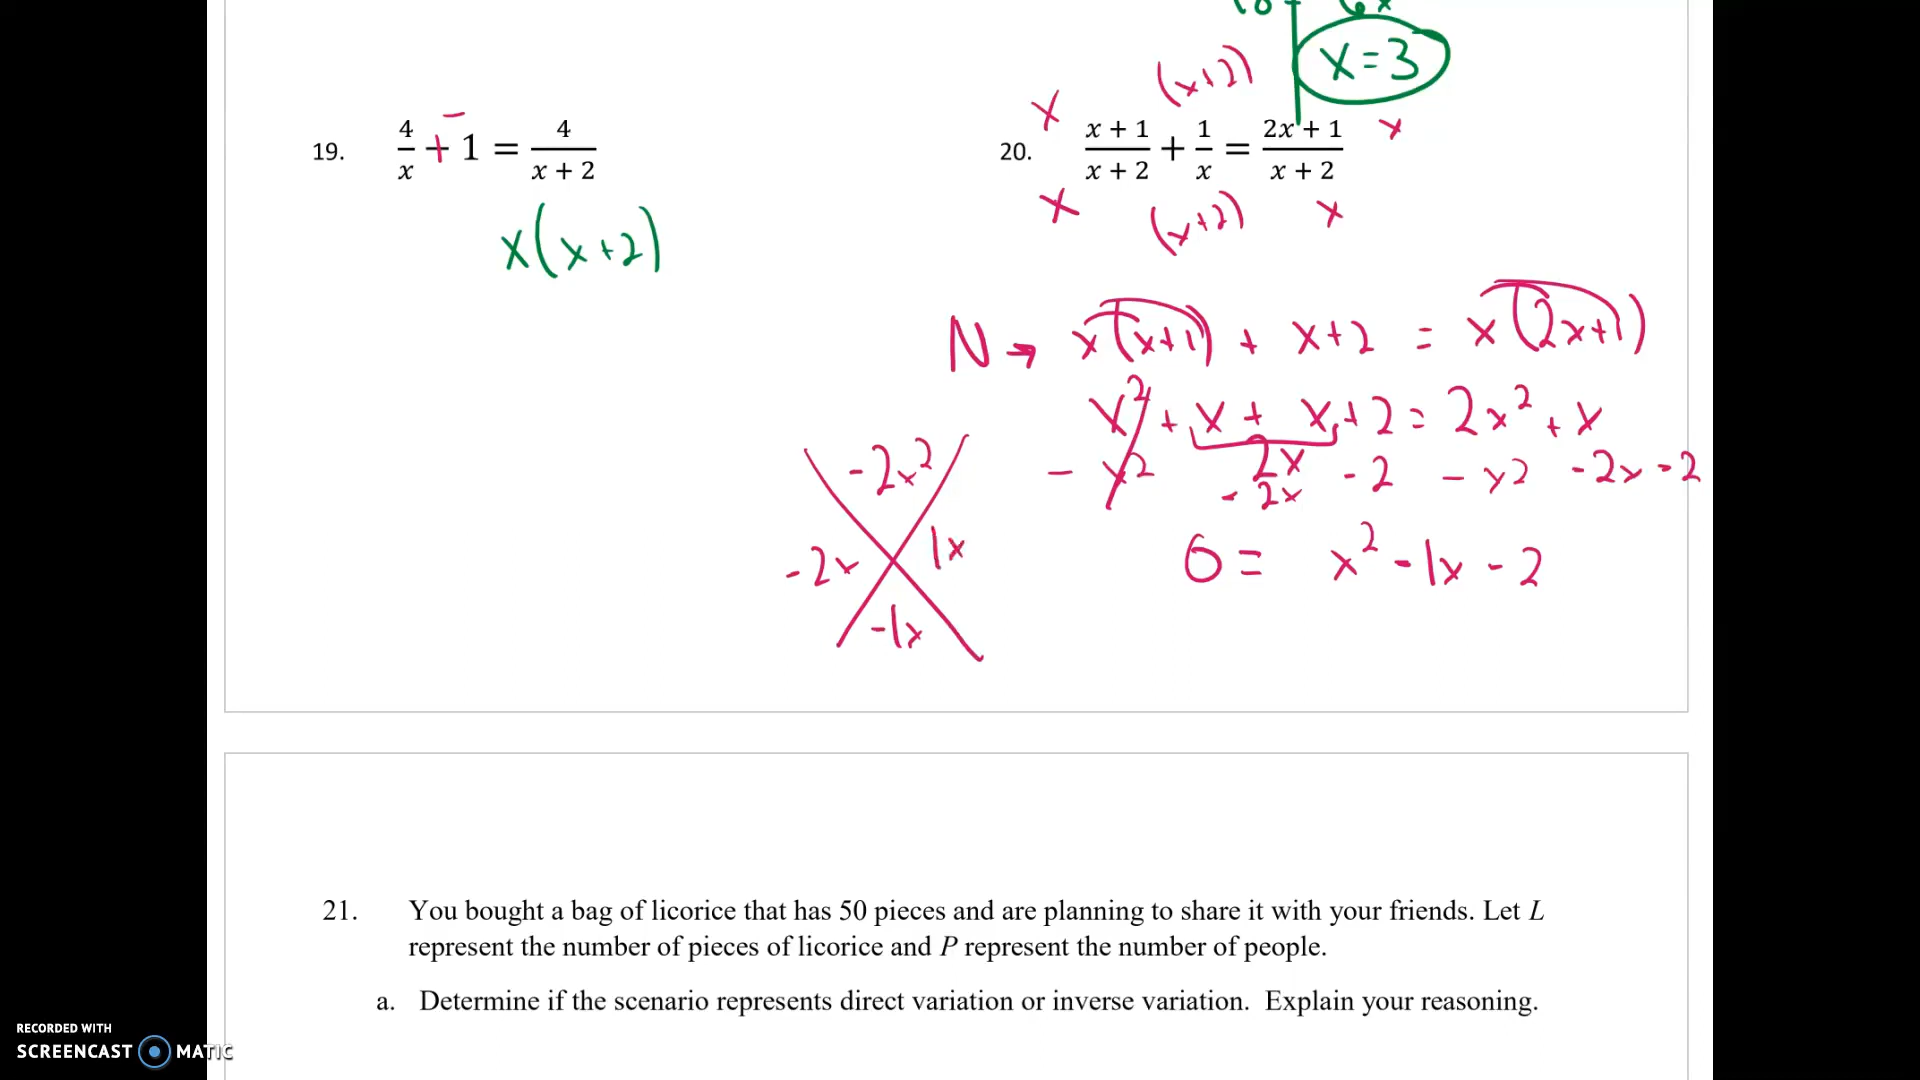 x = 3
19. 4/x + 1 = 4/(x + 2)
−
x(x+2)
x (x+2) x
20. (x + 1)/(x + 2) + 1/x = (2x + 1)/(x + 2)
x (x+2) x
N → x(x+1) + x+2 = x(2x+1)
x² + x + x + 2 = 2x² + x
- x² 2x - 2 - x² - 2x - 2
- 2x
0 = x² - 1x - 2
-2x²
-2x 1x
-1x
21. You bought a bag of licorice that has 50 pieces and are planning to share it with your friends. Let L
represent the number of pieces of licorice and P represent the number of people.
a. Determine if the scenario represents direct variation or inverse variation. Explain your reasoning.
RECORDED WITH
SCREENCAST MATIC